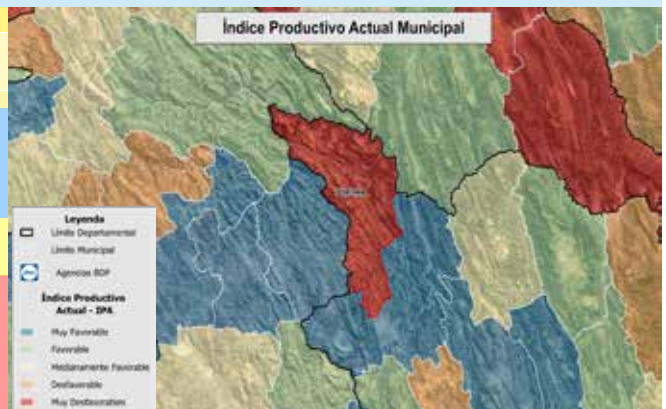 Índice Productivo Actual Municipal
Leyenda
Límite Departamental
Límite Municipal
Agencias BDP
Índice Productivo
Actual - IPA
Muy Favorable
Favorable
Medianamente Favorable
Desfavorable
Muy Desfavorable